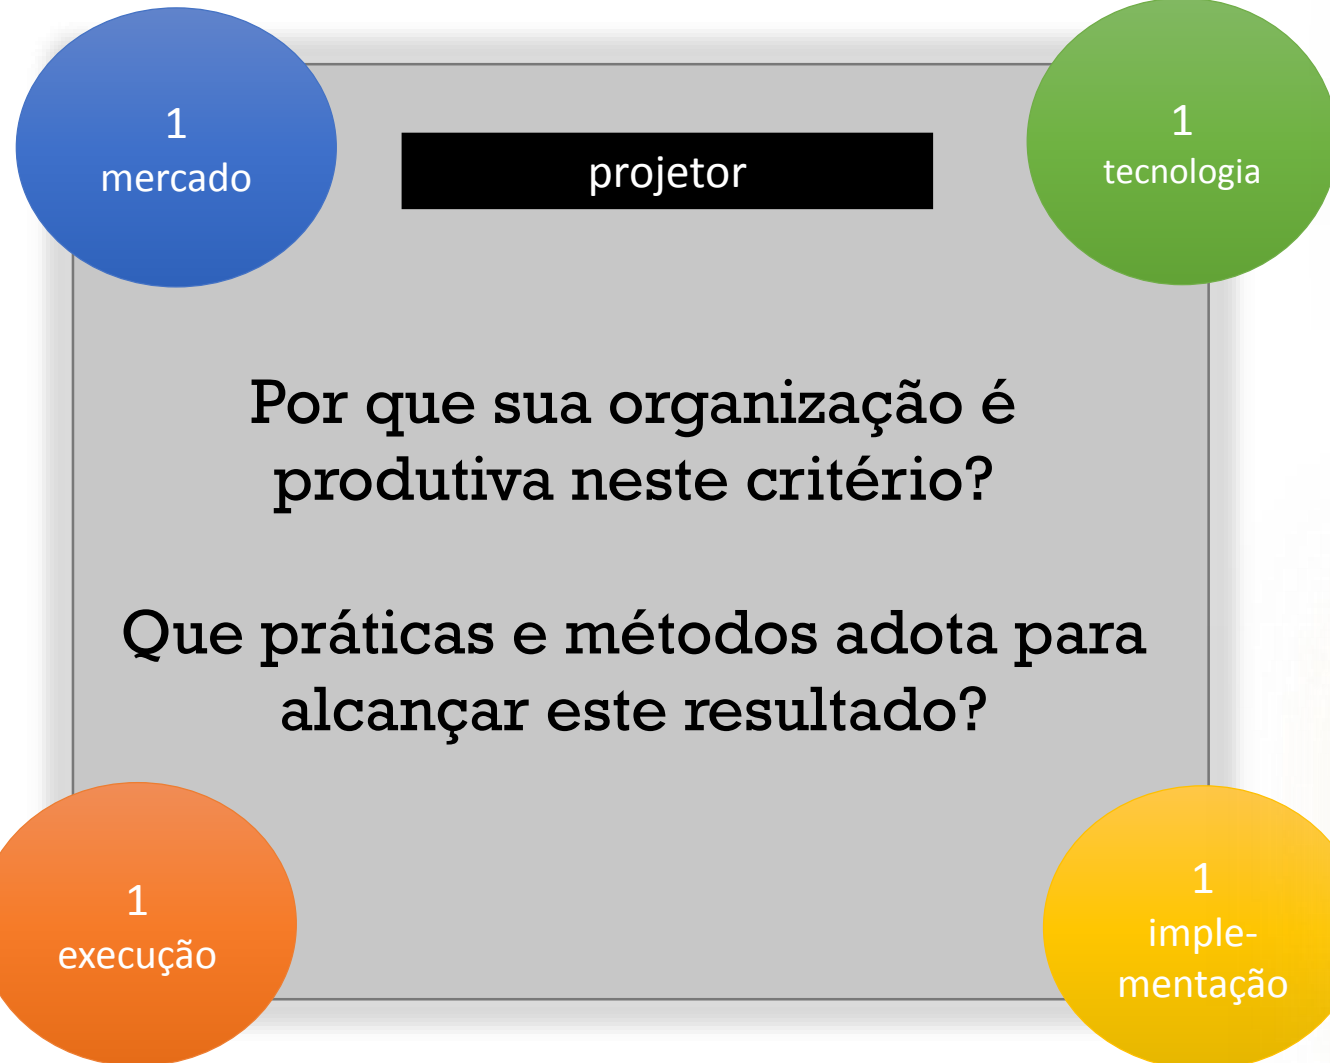 1
mercado
projetor
1
tecnologia
Por que sua organização é
produtiva neste critério?
Que práticas e métodos adota para
alcançar este resultado?
1
execução
1
imple-
mentação